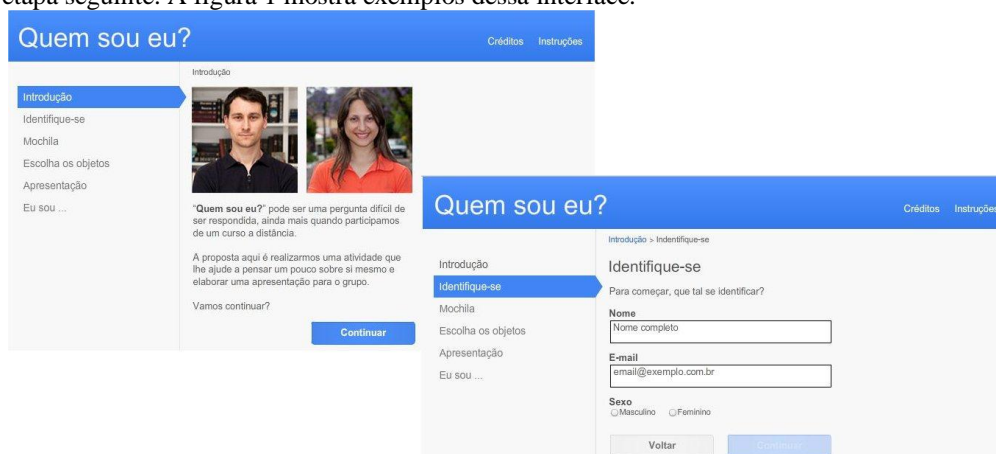 etapa seguinte. A figura 1 mostra exemplos dessa interface.
Quem sou eu?
Créditos Instruções
Introdução
Identifique-se
Mochila
Escolha os objetos
Apresentação
Eu sou ...
Introdução
“Quem sou eu?” pode ser uma pergunta difícil de
ser respondida, ainda mais quando participamos
de um curso a distância.
A proposta aqui é realizarmos uma atividade que
lhe ajude a pensar um pouco sobre si mesmo e
elaborar uma apresentação para o grupo.
Vamos continuar?
Continuar
Quem sou eu?
Créditos Instruções
Introdução
Identifique-se
Mochila
Escolha os objetos
Apresentação
Eu sou ...
Introdução > Indentifique-se
Identifique-se
Para começar, que tal se identificar?
Nome
Nome completo
E-mail
email@exemplo.com.br
Sexo
Masculino Feminino
Voltar Continuar